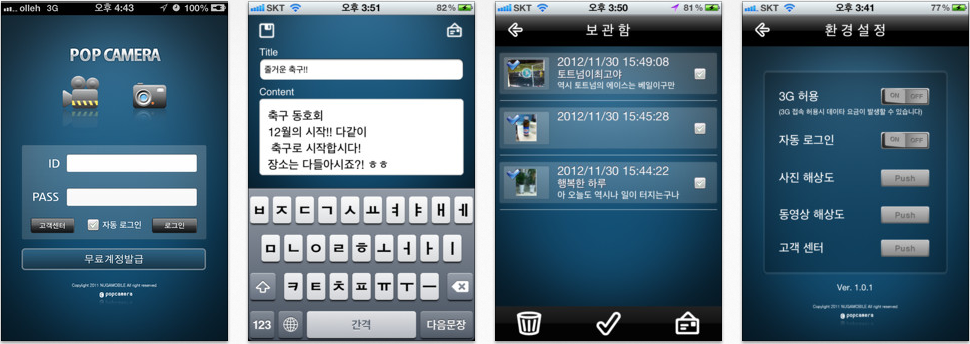 olleh 3G 오후 4:43 100%
POP CAMERA
ID
PASS
고객센터 자동 로그인 로그인
무료계정발급
Copyright 2011 NUGAMOBILE All right reserved
popcamera
SKT 오후 3:51 82%
Title
즐거운 축구!!
Content
축구 동호회
12월의 시작!! 다같이
축구로 시작합시다!
장소는 다들아시죠?! ㅎㅎ
ㅂ ㅈ ㄷ ㄱ ㅅ ㅛ ㅕ ㅑ ㅐ ㅔ
ㅁ ㄴ ㅇ ㄹ ㅎ ㅗ ㅓ ㅏ ㅣ
ㅋ ㅌ ㅊ ㅍ ㅠ ㅜ ㅡ
123 간격 다음문장
SKT 오후 3:50 81%
보관함
2012/11/30 15:49:08
토트넘이최고야
역시 토트넘의 에이스는 베일이구만
2012/11/30 15:45:28
2012/11/30 15:44:22
행복한 하루
아 오늘도 역시나 일이 터지는구나
SKT 오후 3:41 77%
환경설정
3G 허용 ON OFF
(3G 접속 허용시 데이타 요금이 발생할 수 있습니다)
자동 로그인 ON OFF
사진 해상도 Push
동영상 해상도 Push
고객 센터 Push
Ver. 1.0.1
Copyright 2011 NUGAMOBILE All right reserved
popcamera